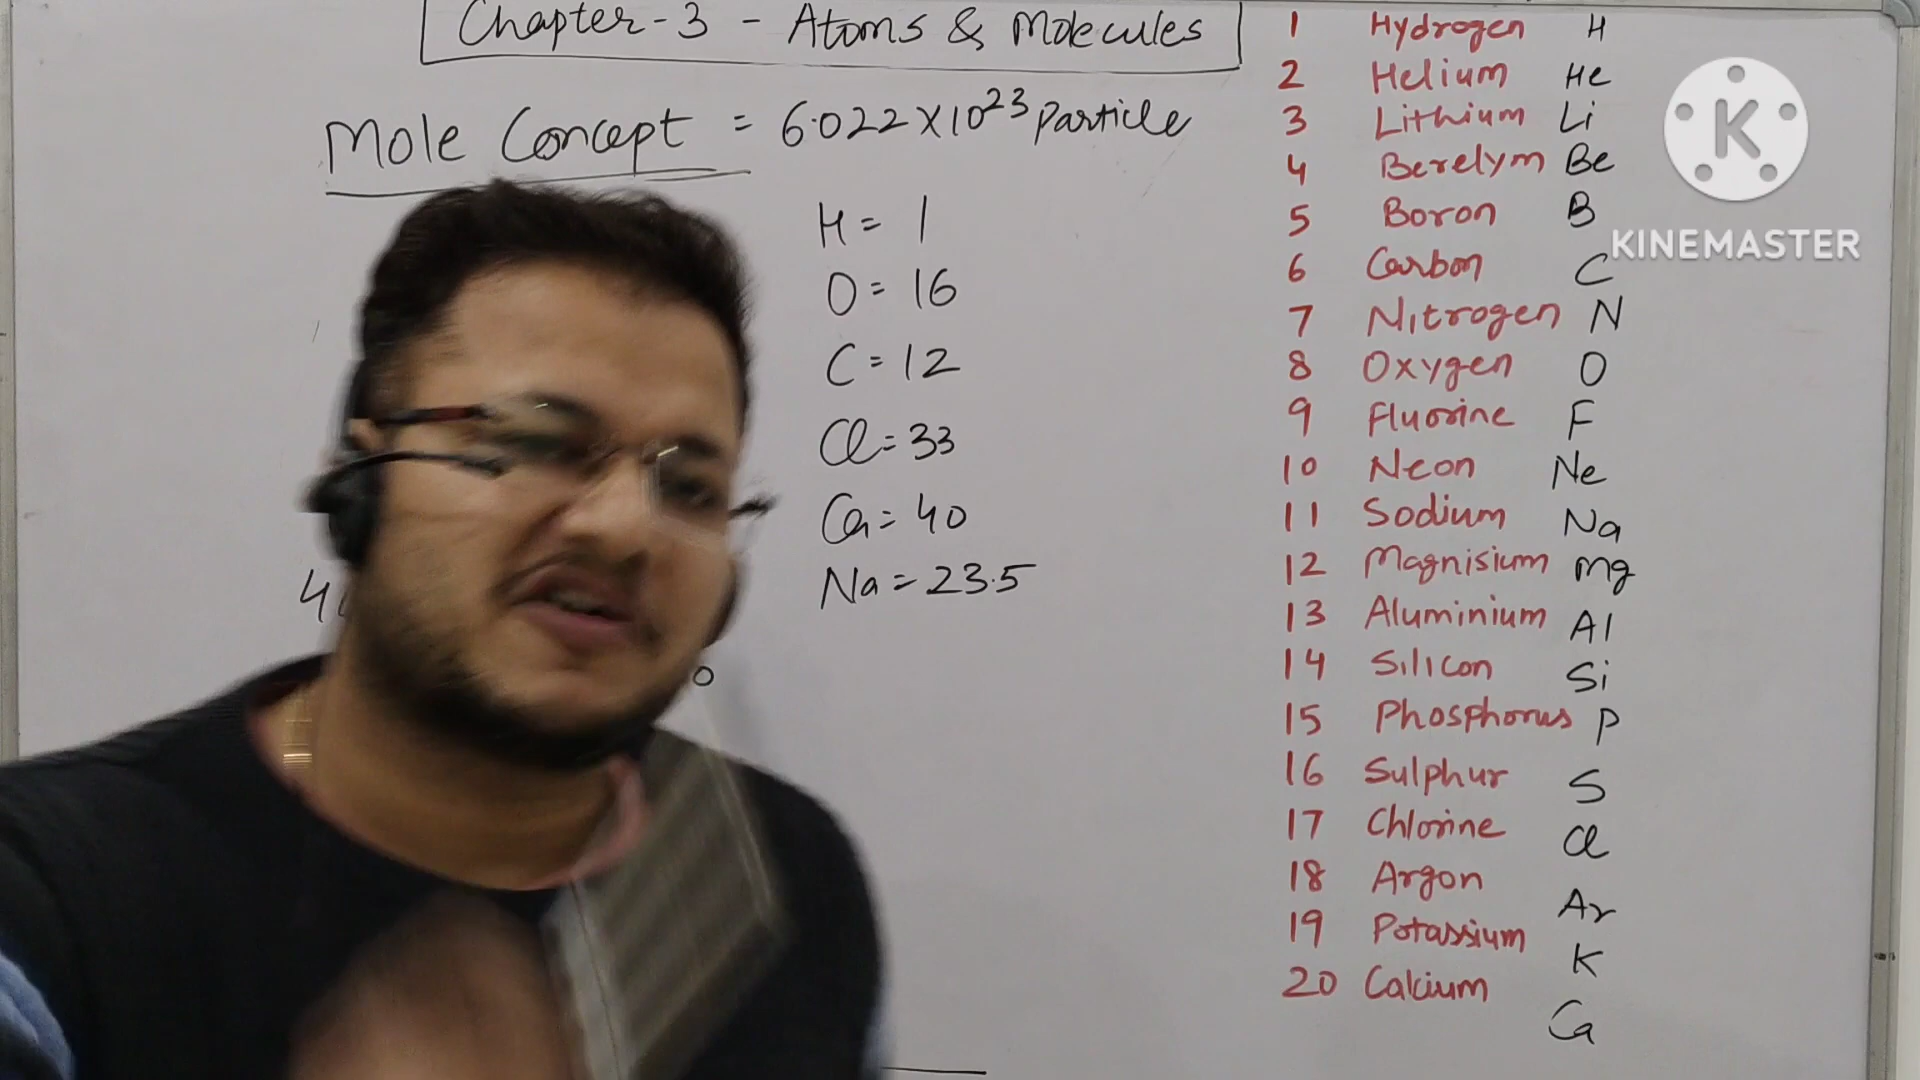 Chapter-3 - Atoms & Molecules
Mole Concept = 6.022 X 10^23 Particle
H = 1
O = 16
C = 12
Cl = 33
Ca = 40
Na = 23.5
4
0
1 Hydrogen H
2 Helium He
3 Lithium Li
4 Berelym Be
5 Boron B
6 Carbon C
7 Nitrogen N
8 Oxygen O
9 Fluorine F
10 Neon Ne
11 Sodium Na
12 Magnisium Mg
13 Aluminium Al
14 Silicon Si
15 Phosphorus P
16 Sulphur S
17 Chlorine Cl
18 Argon Ar
19 Potassium K
20 Calcium Ca
K
KINEMASTER